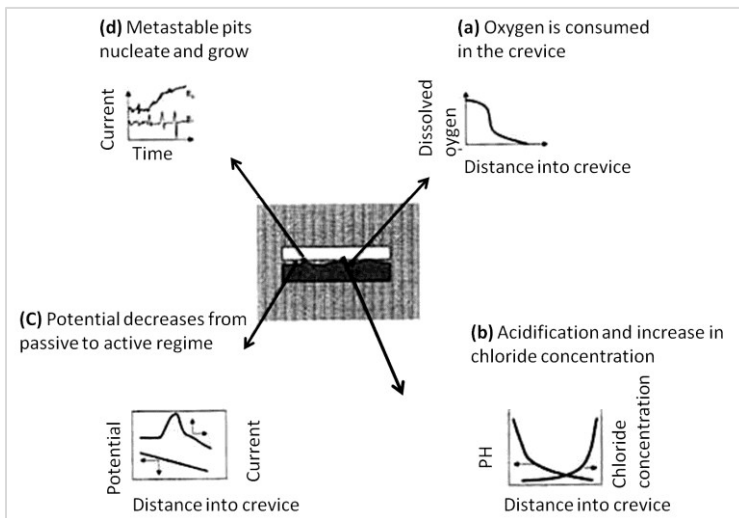 (d) Metastable pits
nucleate and grow
Current
Time
(a) Oxygen is consumed
in the crevice
Dissolved
oygen
Distance into crevice
(C) Potential decreases from
passive to active regime
Potential
Current
Distance into crevice
(b) Acidification and increase in
chloride concentration
PH
Chloride
concentration
Distance into crevice